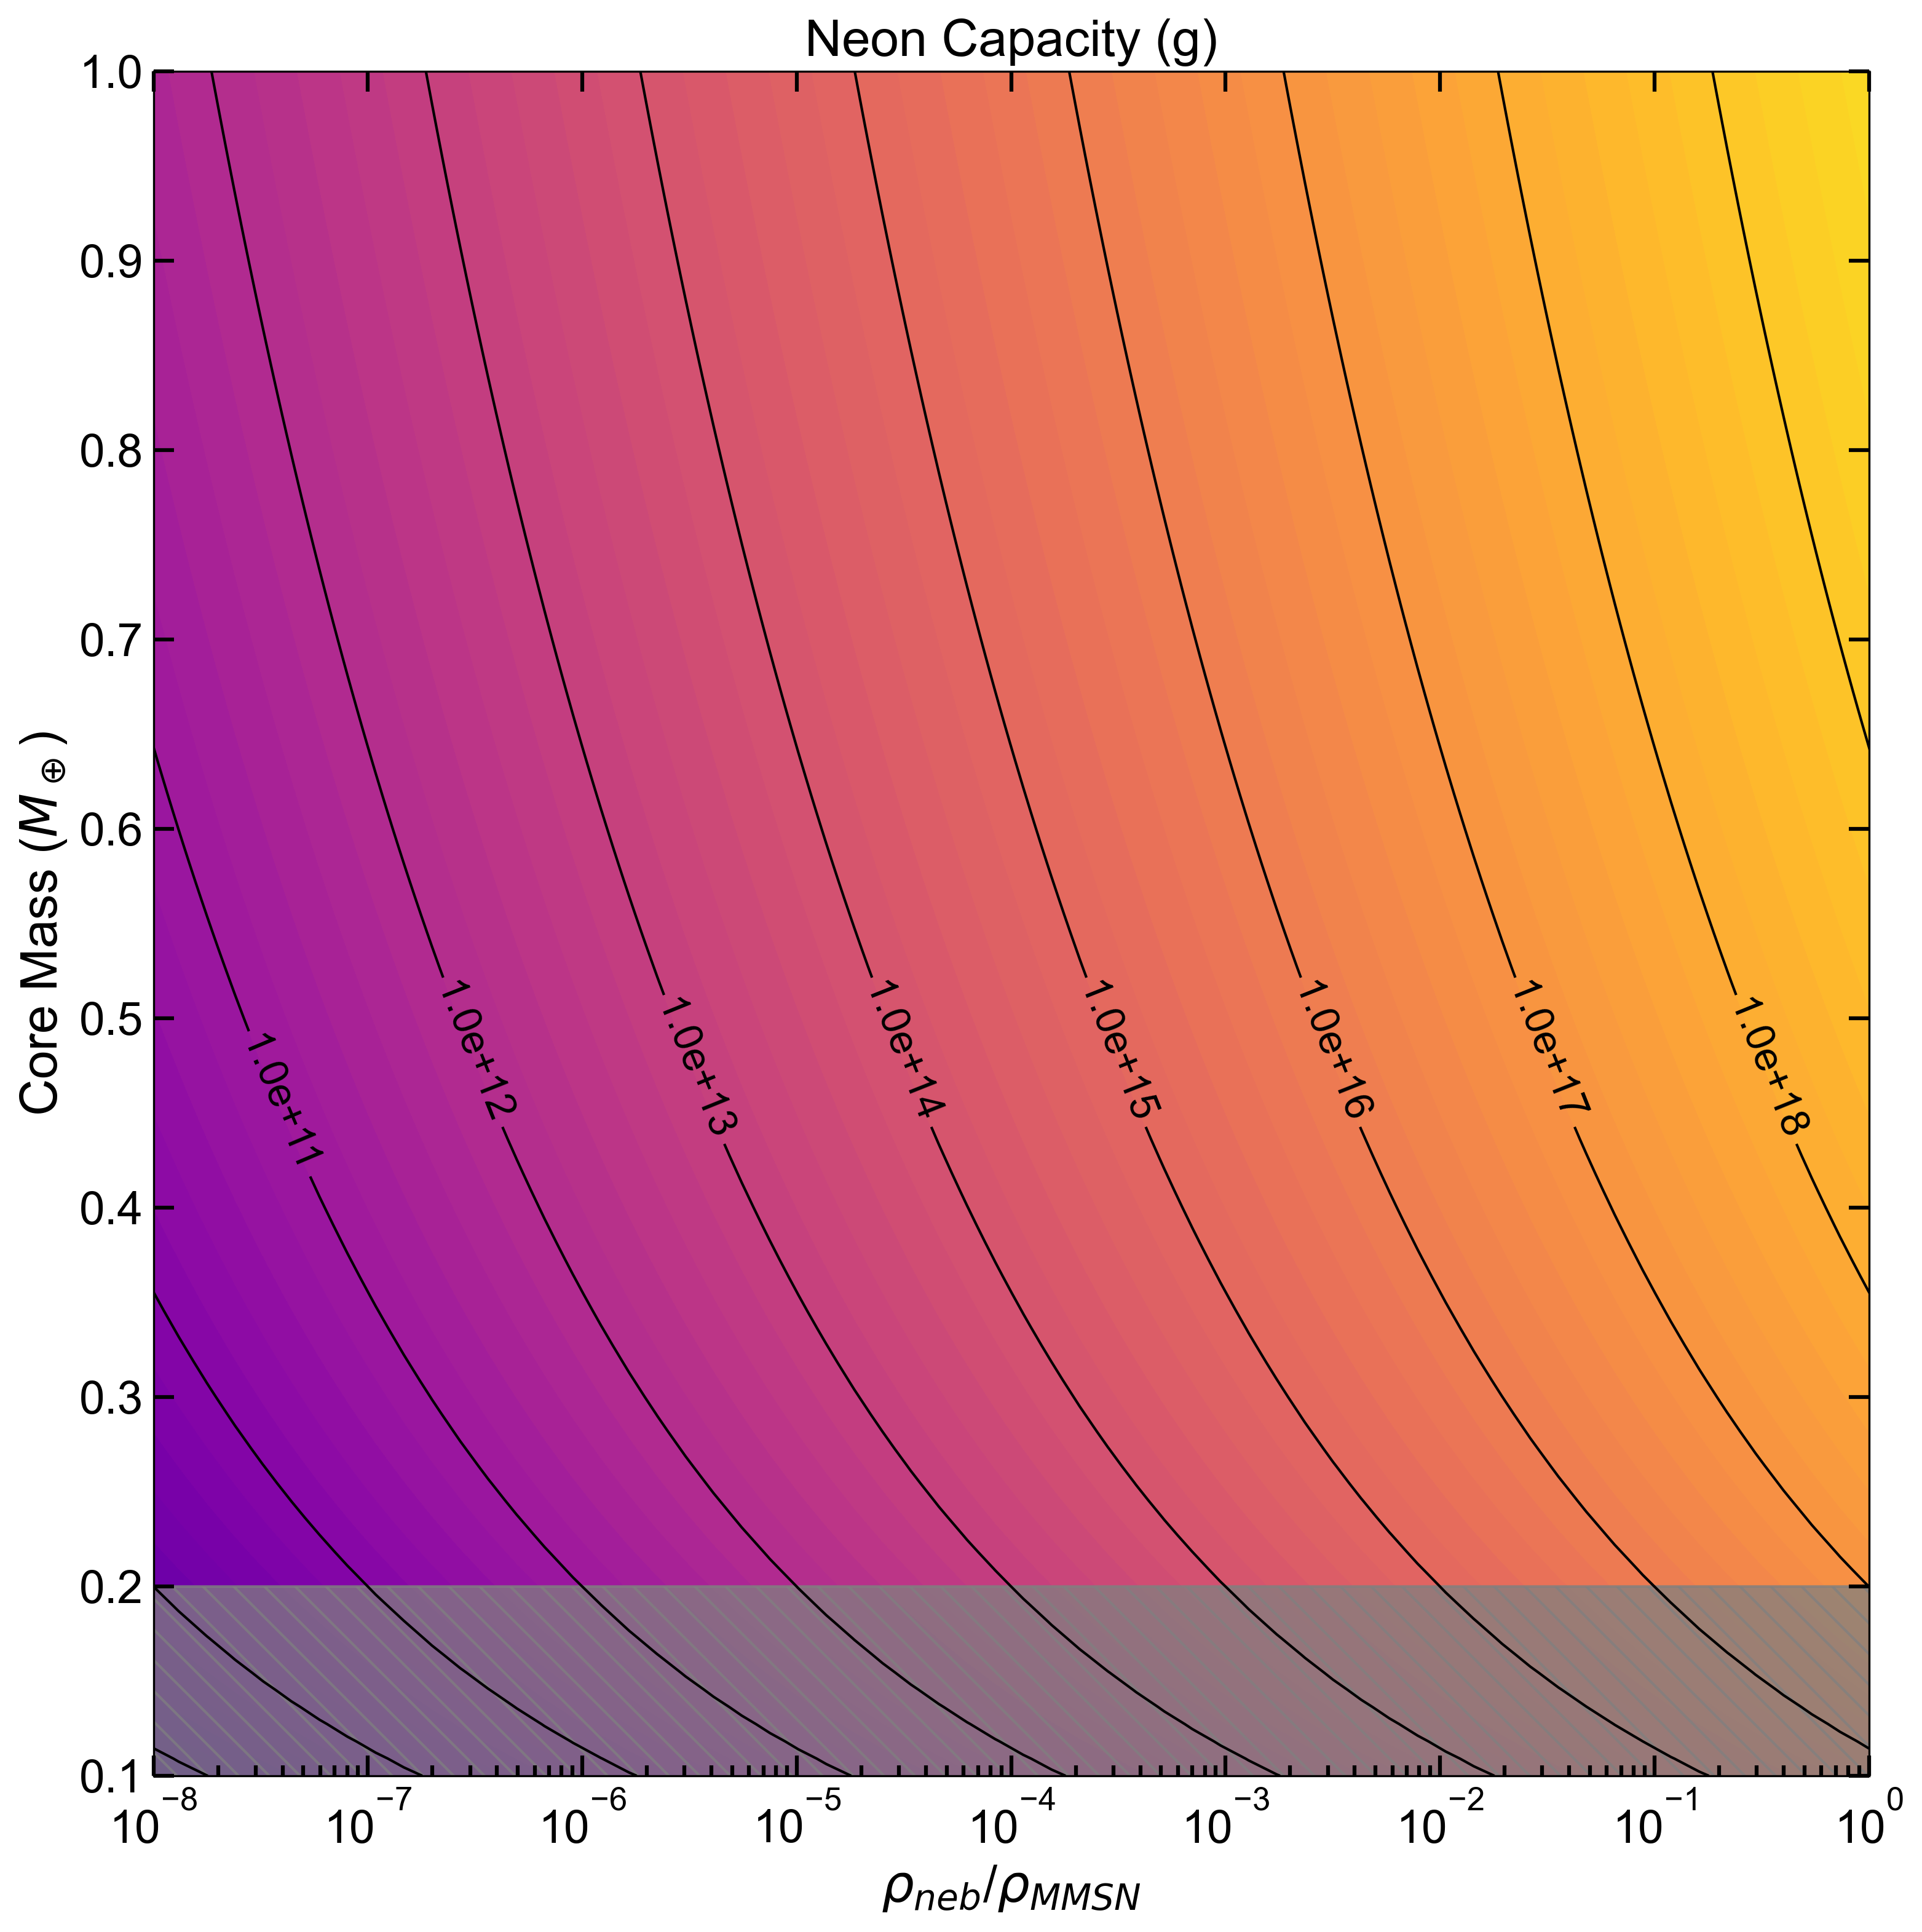 Neon Capacity (g)
1.0
0.9
0.8
0.7
0.6
0.5
0.4
0.3
0.2
0.1
Core Mass (M⊕)
1.0e+11
1.0e+12
1.0e+13
1.0e+14
1.0e+15
1.0e+16
1.0e+17
1.0e+18
10⁻⁸ 10⁻⁷ 10⁻⁶ 10⁻⁵ 10⁻⁴ 10⁻³ 10⁻² 10⁻¹ 10⁰
ρneb/ρMMSN